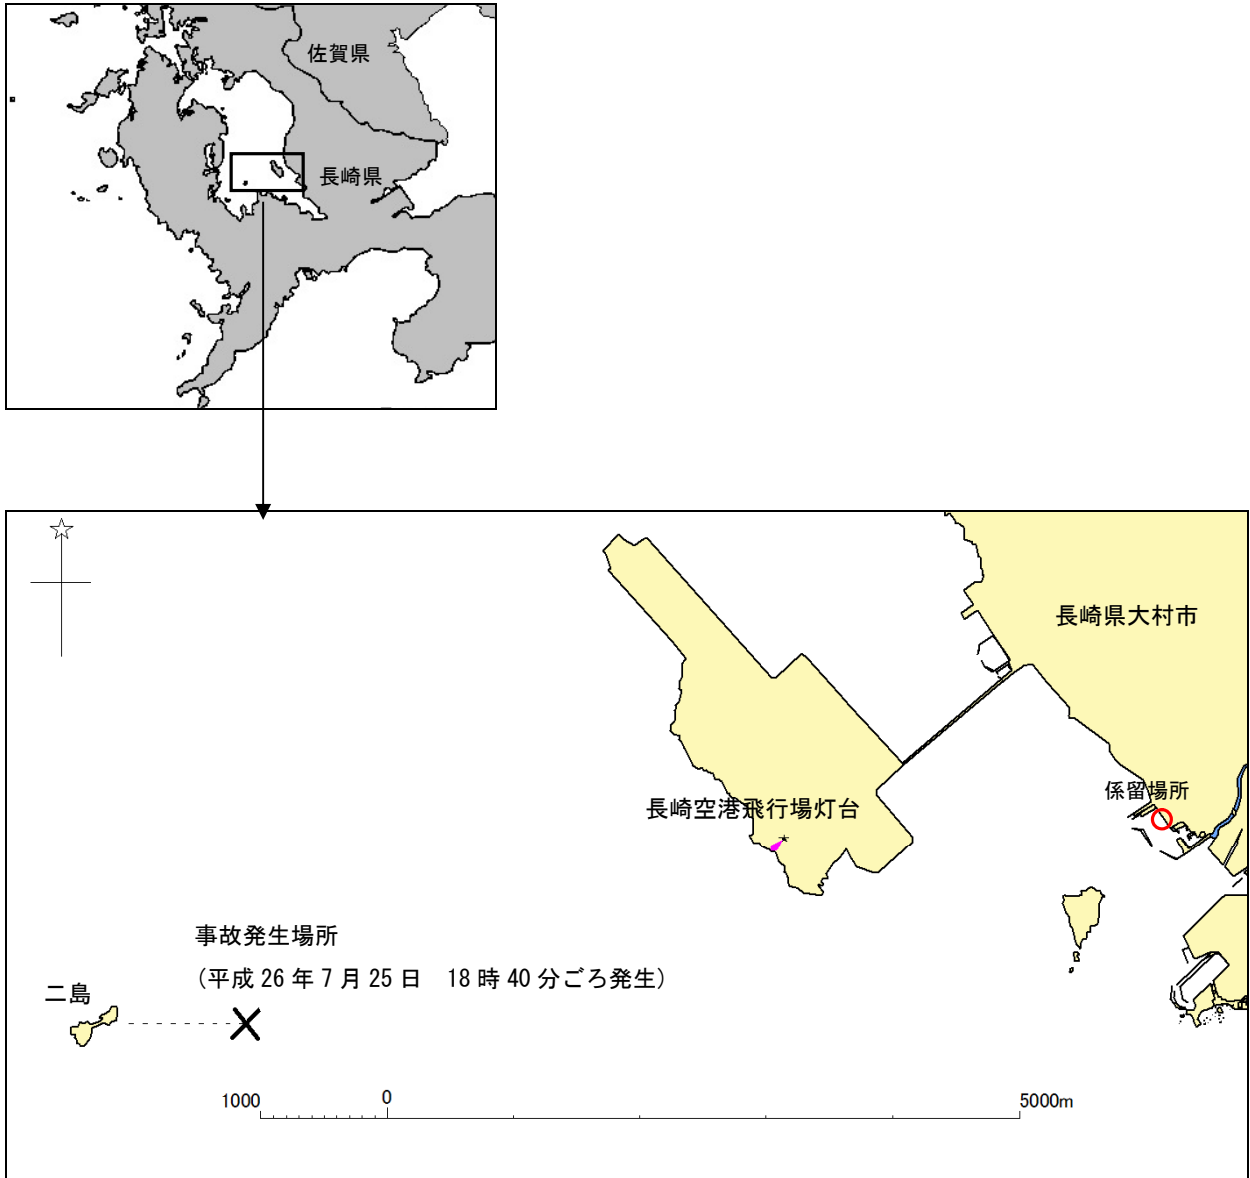 佐賀県
長崎県
長崎県大村市
係留場所
長崎空港飛行場灯台
事故発生場所
(平成 26 年 7 月 25 日　18 時 40 分ごろ発生)
二島
1000 0 5000m